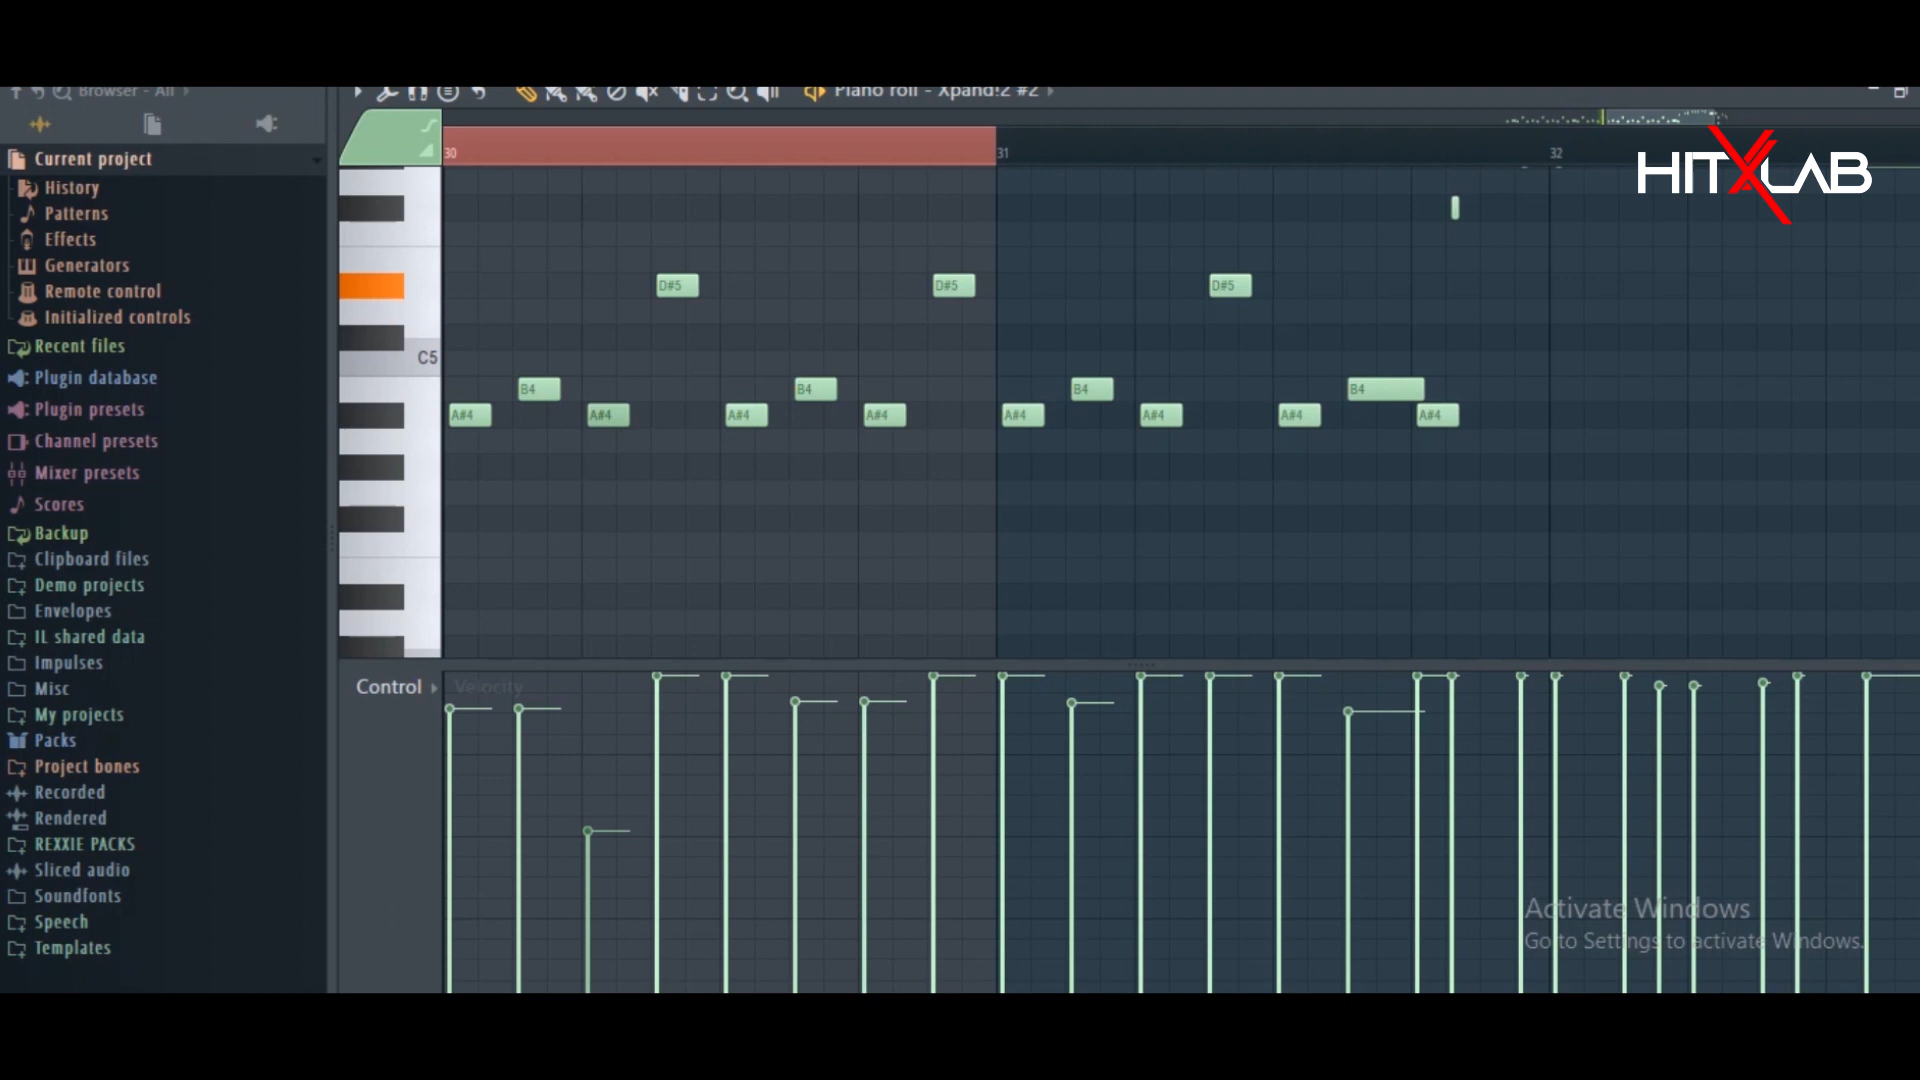 Browser - All
Piano roll - Xpand!2 #2
HITXLAB
Current project
History
Patterns
Effects
Generators
Remote control
Initialized controls
Recent files
Plugin database
Plugin presets
Channel presets
Mixer presets
Scores
Backup
Clipboard files
Demo projects
Envelopes
IL shared data
Impulses
Misc
My projects
Packs
Project bones
Recorded
Rendered
REXXIE PACKS
Sliced audio
Soundfonts
Speech
Templates
30 31 32
D#5 D#5 D#5
C5
B4 B4 B4 B4
A#4 A#4 A#4 A#4 A#4 A#4 A#4 A#4
Control Velocity
Activate Windows
Go to Settings to activate Windows.